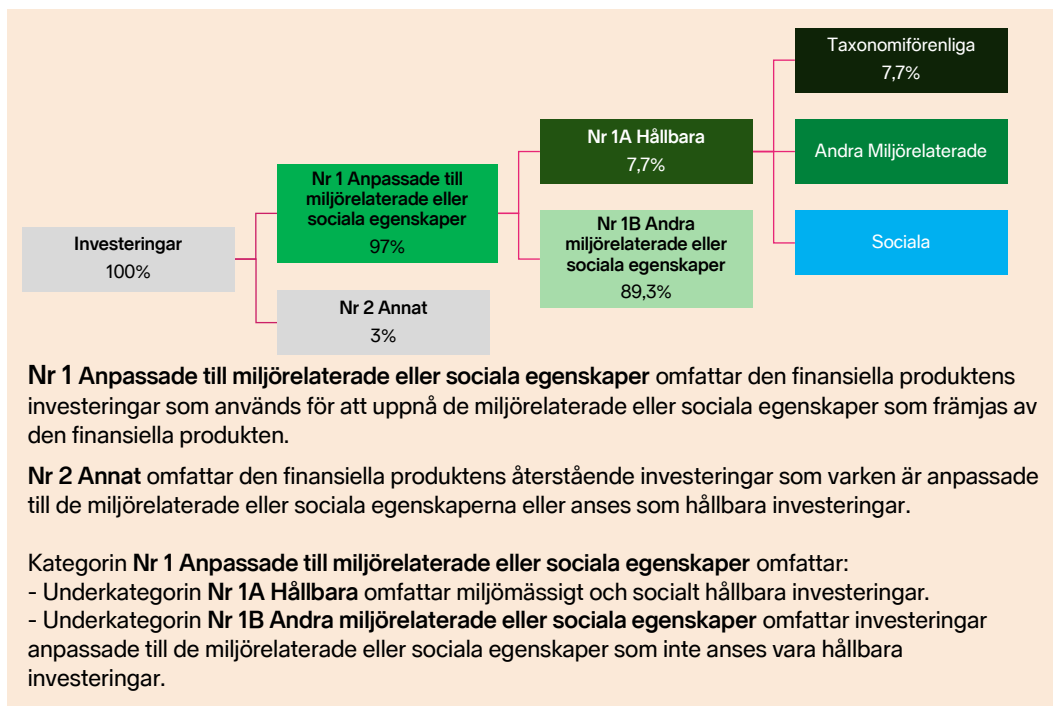 Investeringar
100%
Nr 1 Anpassade till
miljörelaterade eller
sociala egenskaper
97%
Nr 2 Annat
3%
Nr 1A Hållbara
7,7%
Nr 1B Andra
miljörelaterade eller
sociala egenskaper
89,3%
Taxonomiförenliga
7,7%
Andra Miljörelaterade
Sociala
Nr 1 Anpassade till miljörelaterade eller sociala egenskaper omfattar den finansiella produktens
investeringar som används för att uppnå de miljörelaterade eller sociala egenskaper som främjas av
den finansiella produkten.
Nr 2 Annat omfattar den finansiella produktens återstående investeringar som varken är anpassade
till de miljörelaterade eller sociala egenskaperna eller anses som hållbara investeringar.
Kategorin Nr 1 Anpassade till miljörelaterade eller sociala egenskaper omfattar:
- Underkategorin Nr 1A Hållbara omfattar miljömässigt och socialt hållbara investeringar.
- Underkategorin Nr 1B Andra miljörelaterade eller sociala egenskaper omfattar investeringar
anpassade till de miljörelaterade eller sociala egenskaper som inte anses vara hållbara
investeringar.